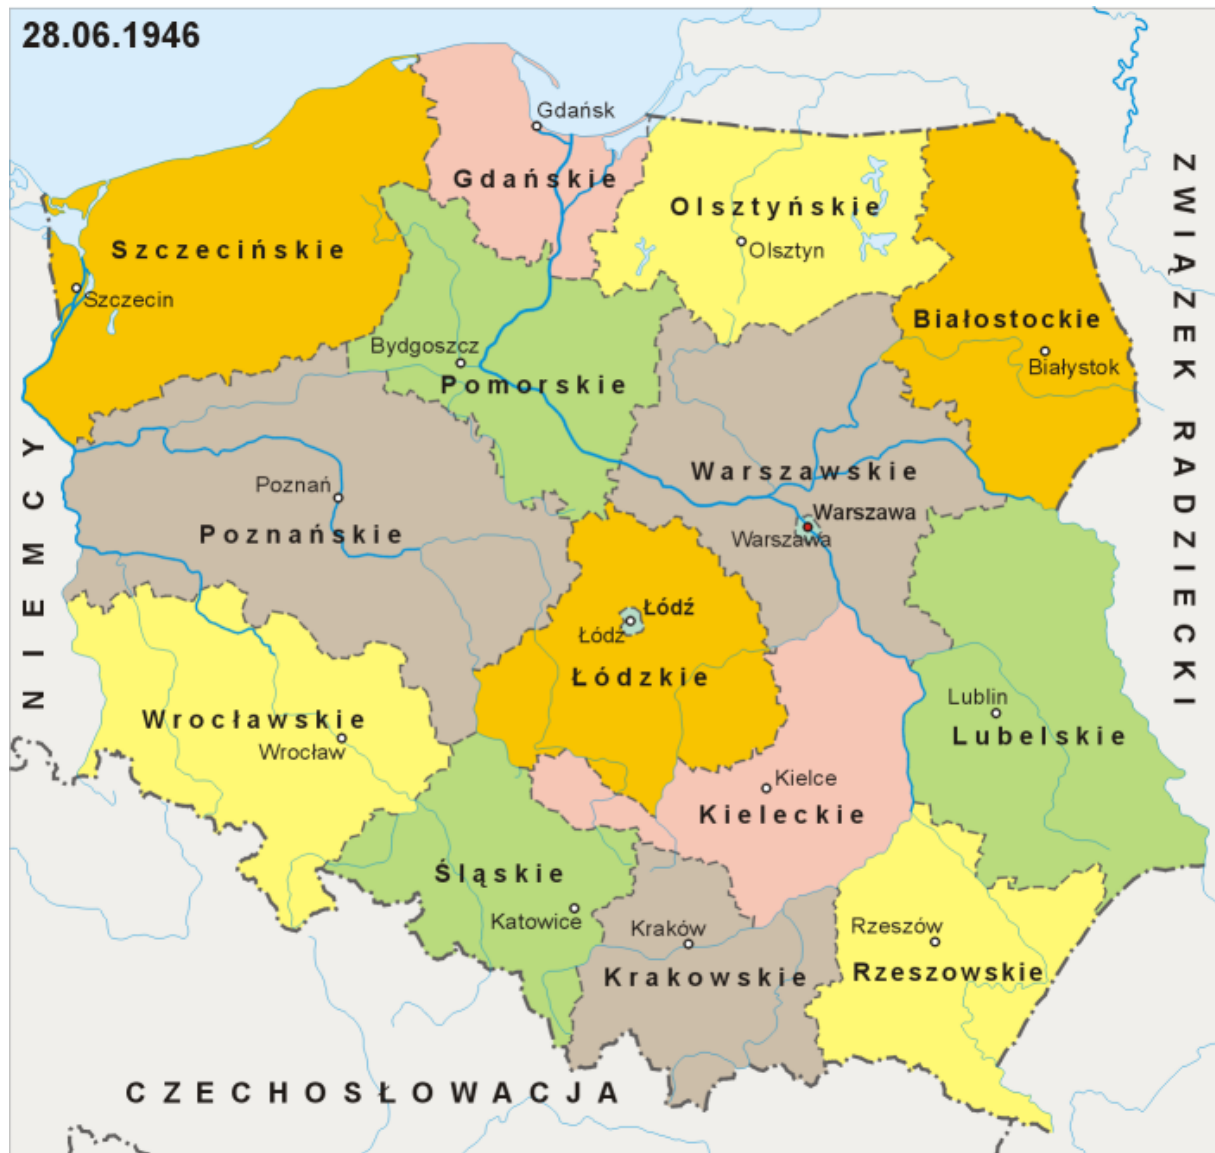 28.06.1946
Gdańsk
Gdańskie
Olsztyńskie
Olsztyn
Szczecińskie
Szczecin
Białostockie
Białystok
Bydgoszcz
Pomorskie
Warszawskie
Warszawa
Warszawa
Poznań
Poznańskie
Łódź
Łódź
Łódzkie
Lublin
Lubelskie
Wrocławskie
Wrocław
Kielce
Kieleckie
Śląskie
Katowice
Kraków
Krakowskie
Rzeszów
Rzeszowskie
NIEMCY
ZWIĄZEK RADZIECKI
CZECHOSŁOWACJA